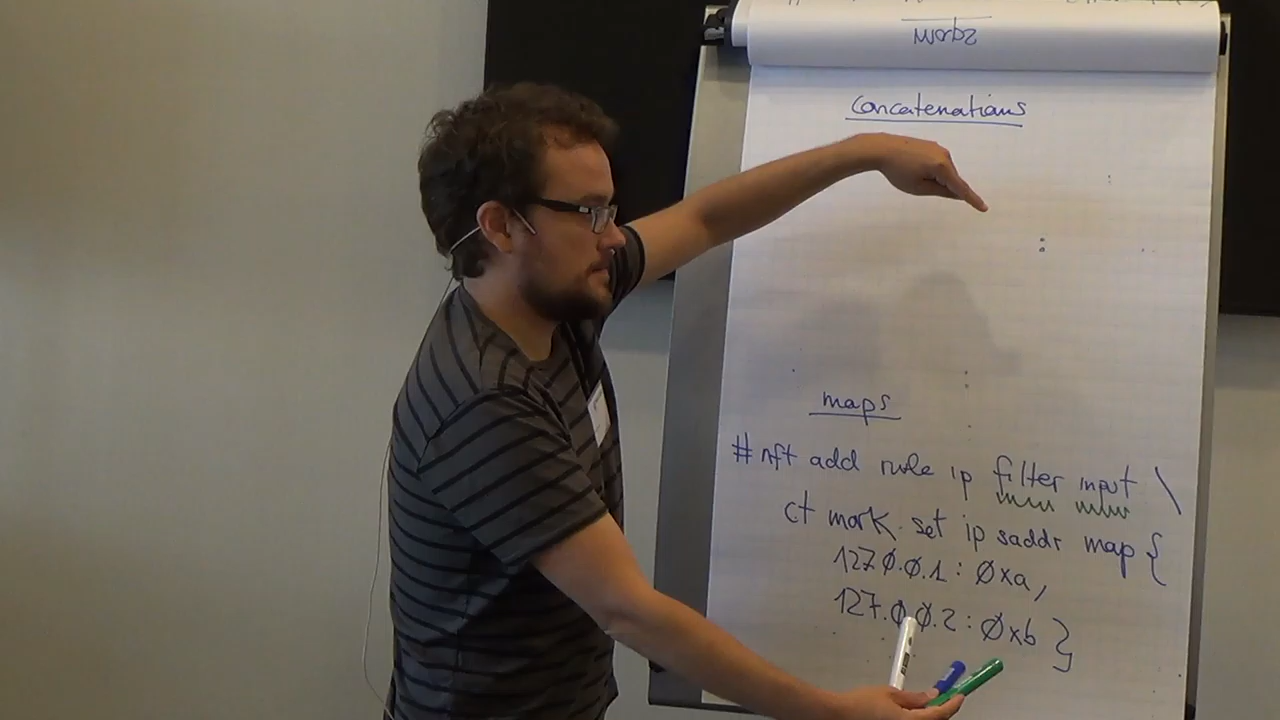 maps
Concatenations
maps
#nft add rule ip filter input \
ct mark set ip saddr map {
127.0.0.1 : 0xa,
127.0.0.2 : 0xb }